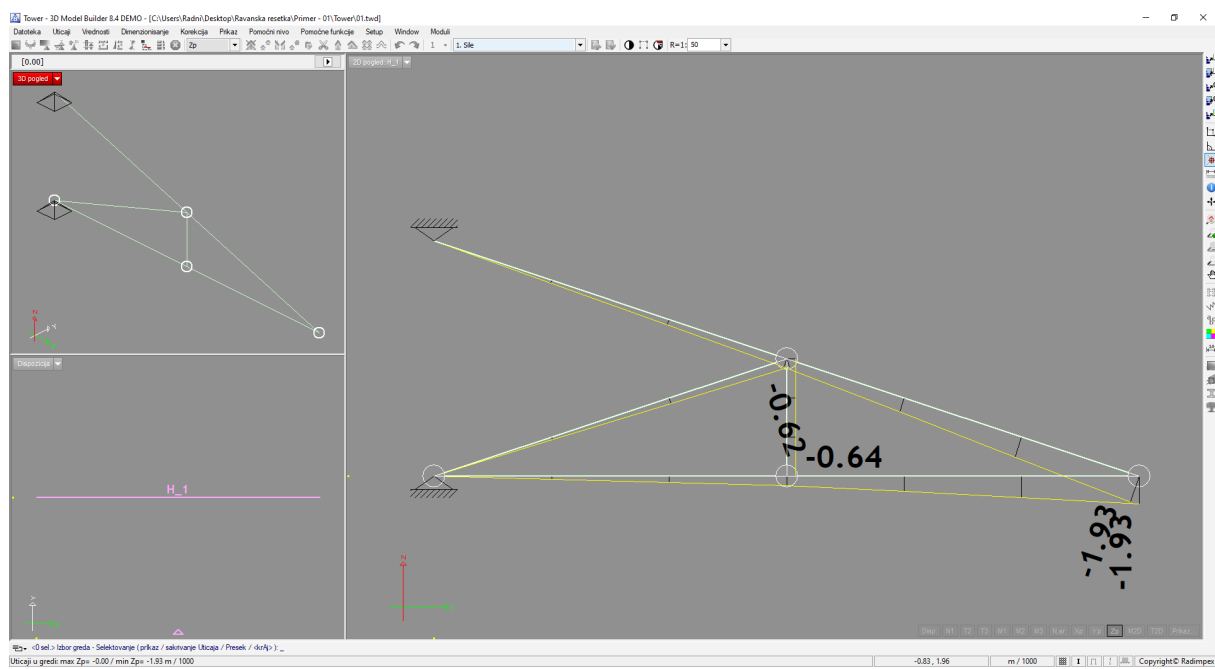 Tower - 3D Model Builder 8.4 DEMO - [C:\Users\Radni\Desktop\Ravanska resetka\Primer - 01\Tower\01.twd]
Datoteka Uticaji Vrednosti Dimenzionisanje Korekcija Prikaz Pomoćni nivo Pomoćne funkcije Setup Window Moduli
Zp 1 1. Sile R=1: 50
[0.00]
3D pogled
2D pogled: H_1
Z
Dispozicija
H_1
-0.62
-0.64
-1.93
-1.93
Z
Y
Disp N1 T2 T3 M1 M2 M3 Xp Yp Zp M2D T2D Prikaz
<0 sel.> Izbor greda - Selektovanje ( prIkaz / sakrivanje Uticaja / Presek / <krAj> ): _
Uticaji u gredi: max Zp= -0.00 / min Zp= -1.93 m / 1000
-0.83 , 1.96
m / 1000
Copyright© Radimpex